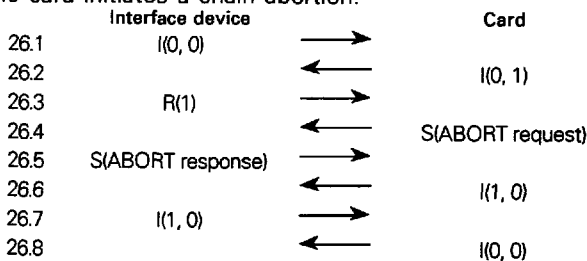 e card initiates a chain abortion.
Interface device Card
26.1 I(0, 0)
26.2 I(0, 1)
26.3 R(1)
26.4 S(ABORT request)
26.5 S(ABORT response)
26.6 I(1, 0)
26.7 I(1, 0)
26.8 I(0, 0)